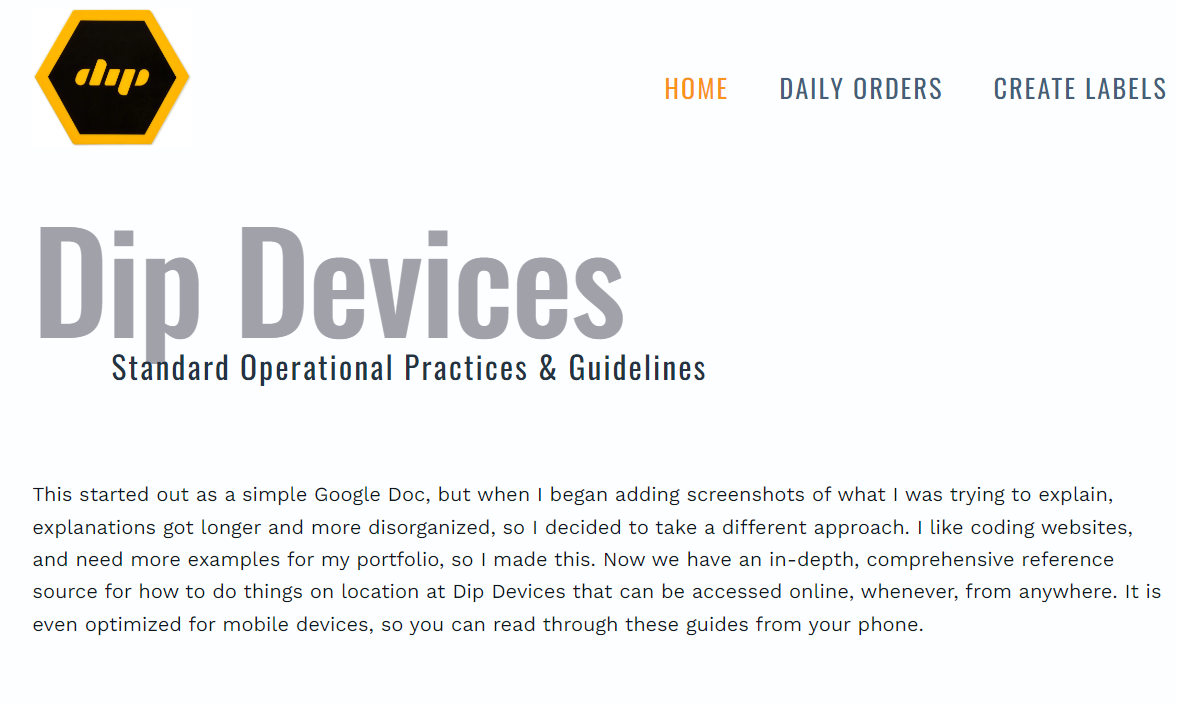 dip
HOME DAILY ORDERS CREATE LABELS
Dip Devices
Standard Operational Practices & Guidelines
This started out as a simple Google Doc, but when I began adding screenshots of what I was trying to explain,
explanations got longer and more disorganized, so I decided to take a different approach. I like coding websites,
and need more examples for my portfolio, so I made this. Now we have an in-depth, comprehensive reference
source for how to do things on location at Dip Devices that can be accessed online, whenever, from anywhere. It is
even optimized for mobile devices, so you can read through these guides from your phone.